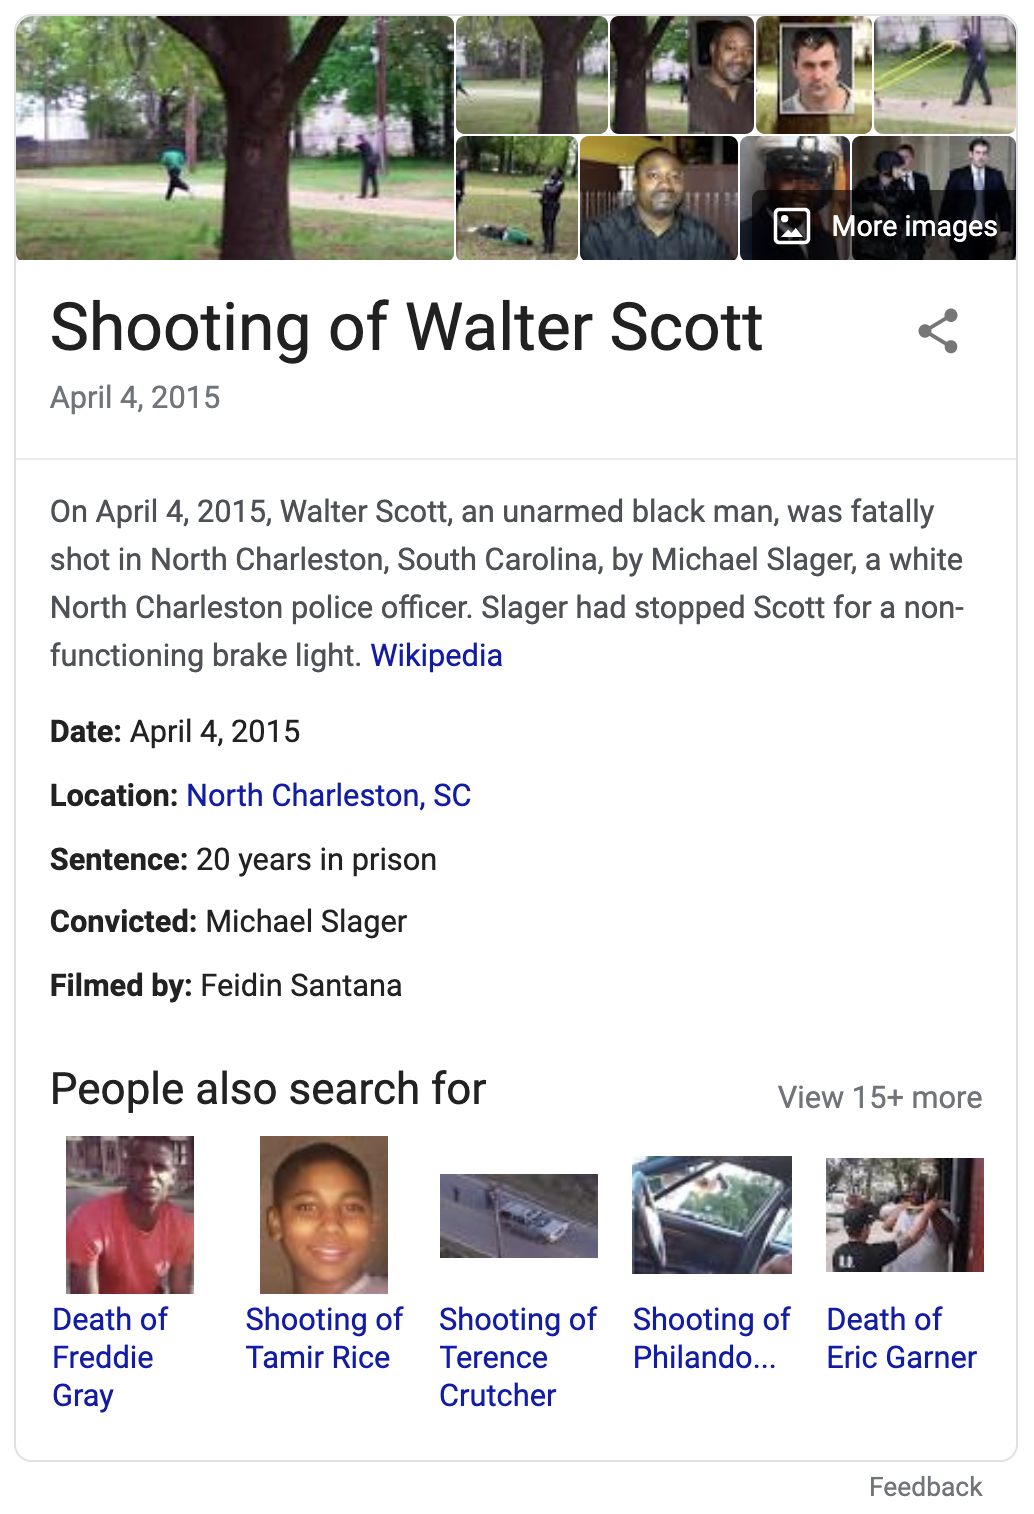 More images
Shooting of Walter Scott
April 4, 2015
On April 4, 2015, Walter Scott, an unarmed black man, was fatally
shot in North Charleston, South Carolina, by Michael Slager, a white
North Charleston police officer. Slager had stopped Scott for a non-
functioning brake light. Wikipedia
Date: April 4, 2015
Location: North Charleston, SC
Sentence: 20 years in prison
Convicted: Michael Slager
Filmed by: Feidin Santana
People also search for
View 15+ more
Death of
Freddie
Gray
Shooting of
Tamir Rice
Shooting of
Terence
Crutcher
Shooting of
Philando...
Death of
Eric Garner
Feedback